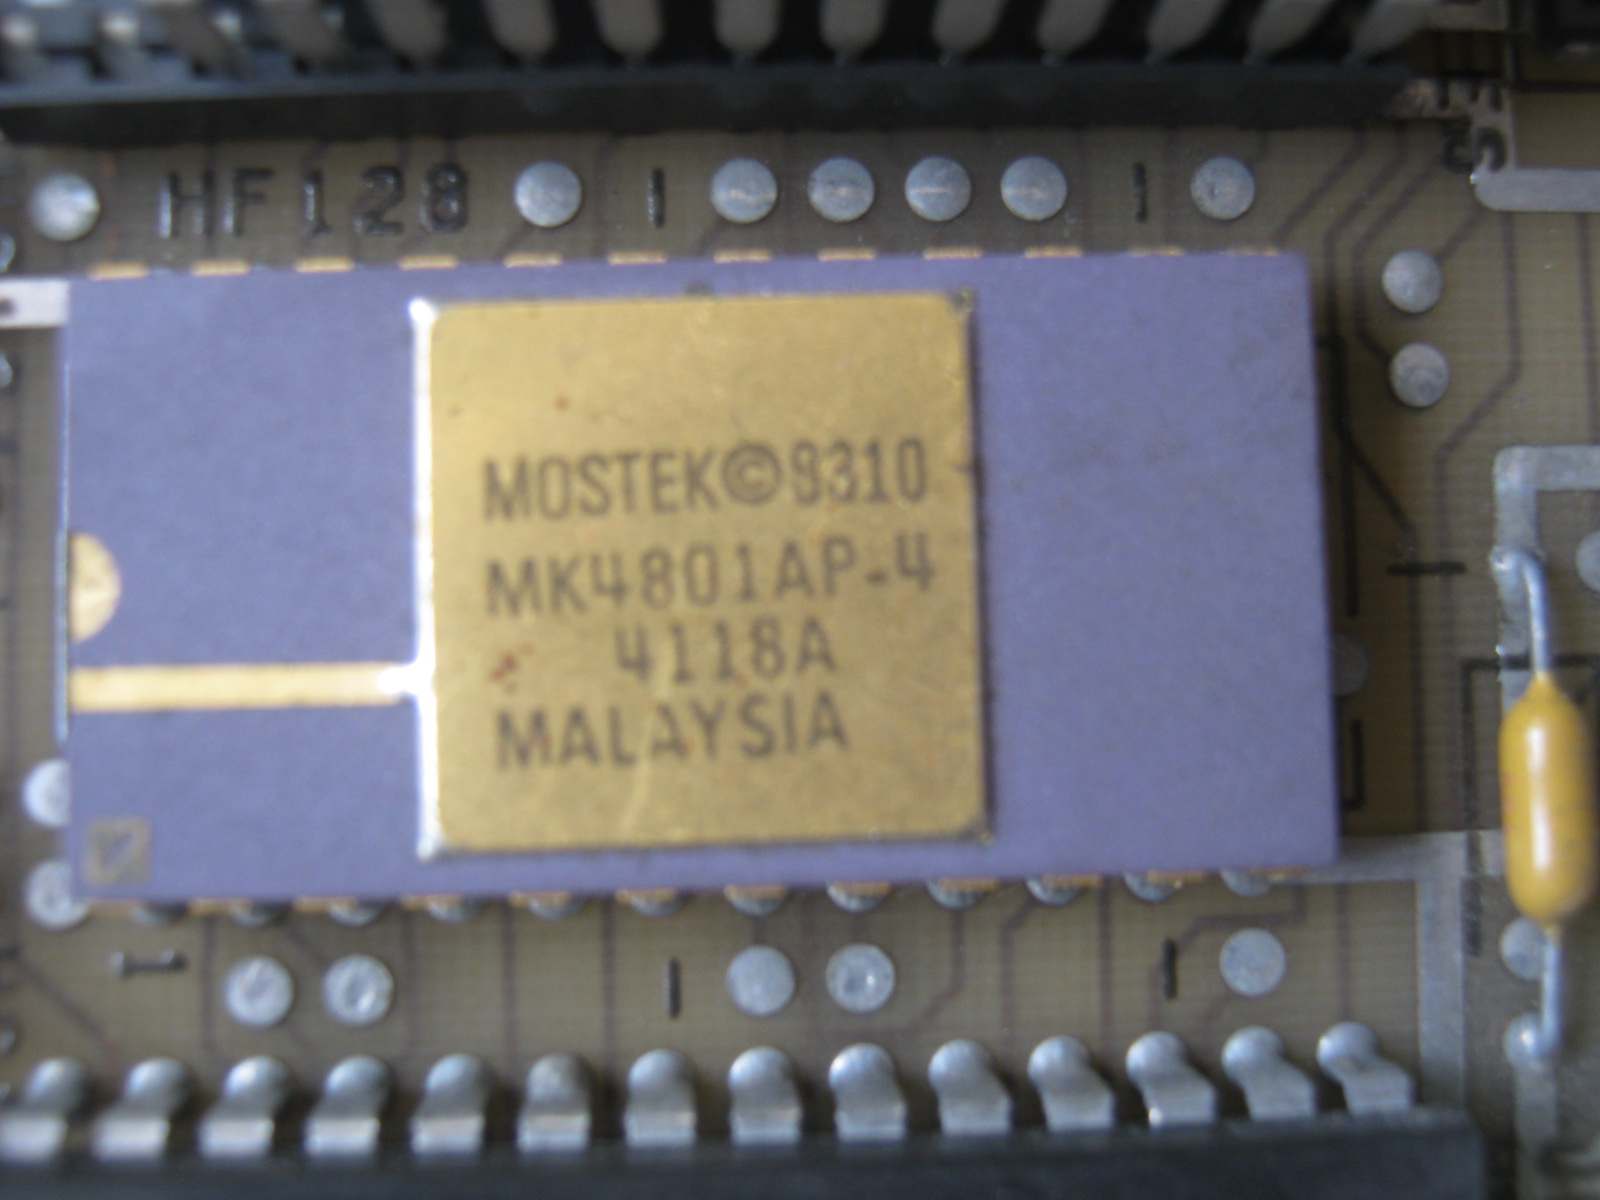 HF128
MOSTEK©8310
MK4801AP-4
4118A
MALAYSIA